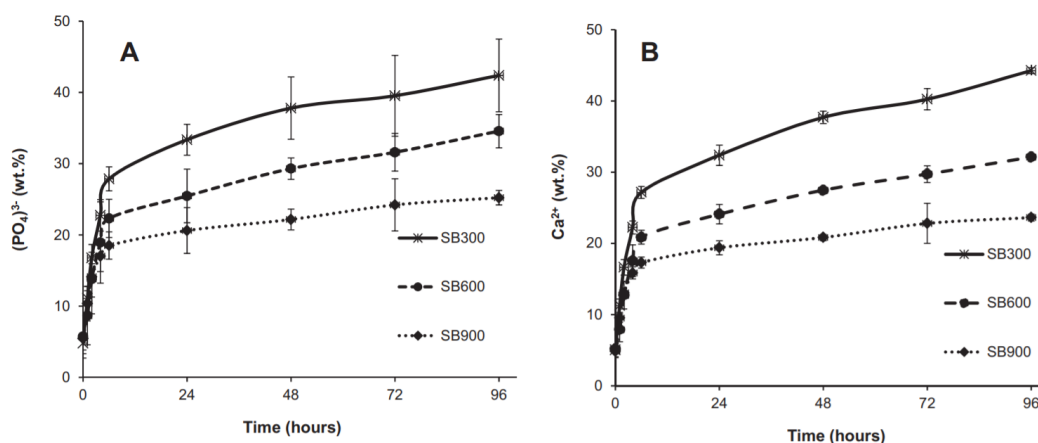 A
50
40
30
20
10
0
(PO₄)³⁻ (wt.%)
SB300
SB600
SB900
0 24 48 72 96
Time (hours)
B
50
40
30
20
10
0
Ca²⁺ (wt.%)
SB300
SB600
SB900
0 24 48 72 96
Time (hours)